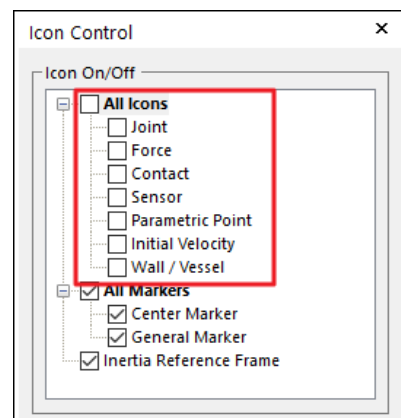 Icon Control
Icon On/Off
All Icons
Joint
Force
Contact
Sensor
Parametric Point
Initial Velocity
Wall / Vessel
All Markers
Center Marker
General Marker
Inertia Reference Frame